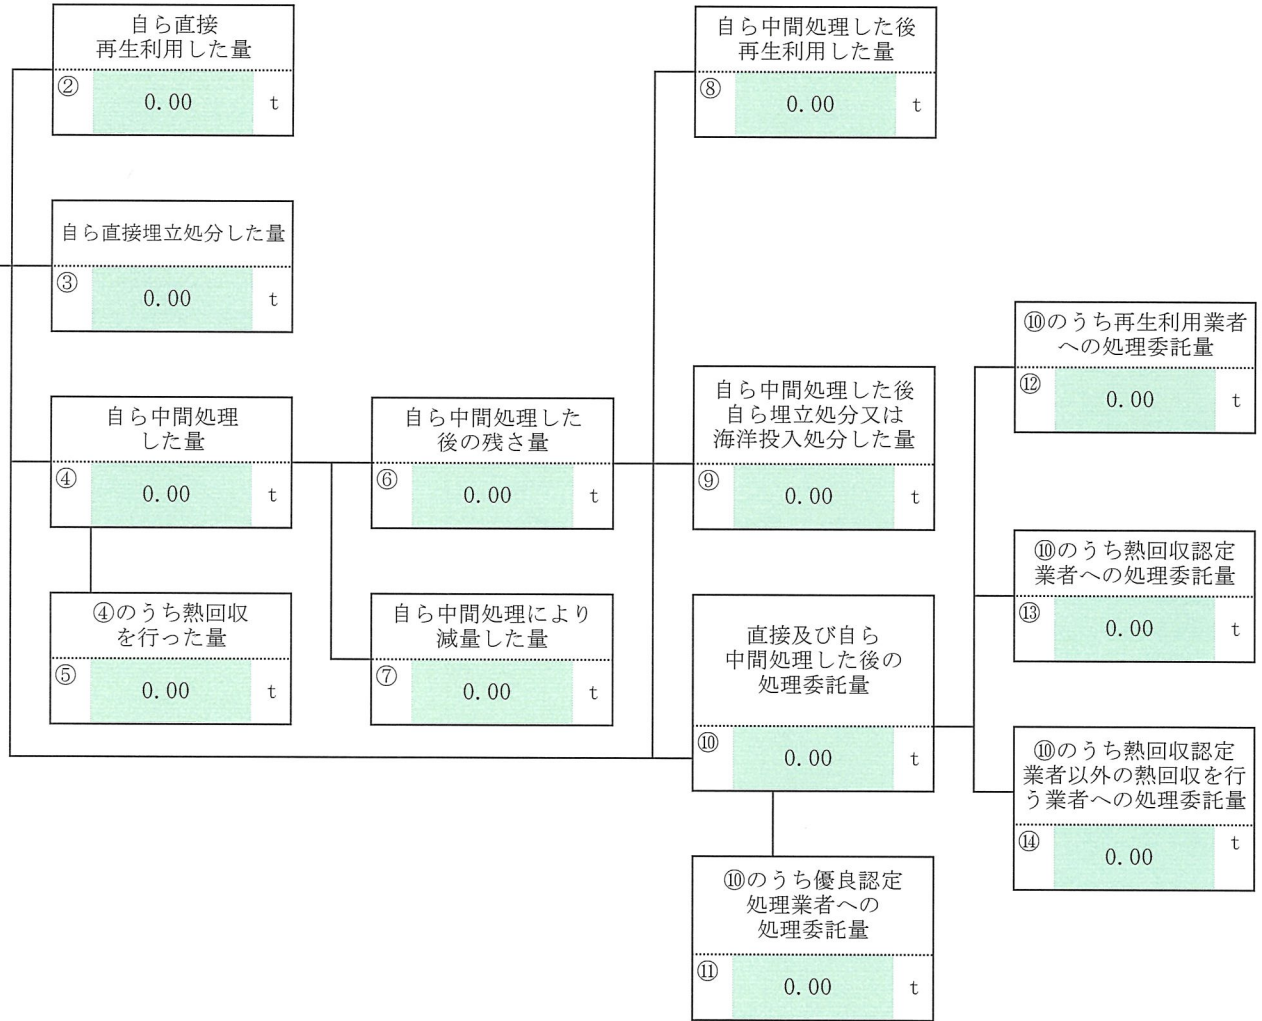 自ら直接
再生利用した量
② 0.00 t
自ら中間処理した後
再生利用した量
⑧ 0.00 t
自ら直接埋立処分した量
③ 0.00 t
⑩のうち再生利用業者
への処理委託量
⑫ 0.00 t
自ら中間処理
した量
④ 0.00 t
自ら中間処理した
後の残さ量
⑥ 0.00 t
自ら中間処理した後
自ら埋立処分又は
海洋投入処分した量
⑨ 0.00 t
⑩のうち熱回収認定
業者への処理委託量
⑬ 0.00 t
④のうち熱回収
を行った量
⑤ 0.00 t
自ら中間処理により
減量した量
⑦ 0.00 t
直接及び自ら
中間処理した後の
処理委託量
⑩ 0.00 t
⑩のうち熱回収認定
業者以外の熱回収を行
う業者への処理委託量
⑭ 0.00 t
⑩のうち優良認定
処理業者への
処理委託量
⑪ 0.00 t